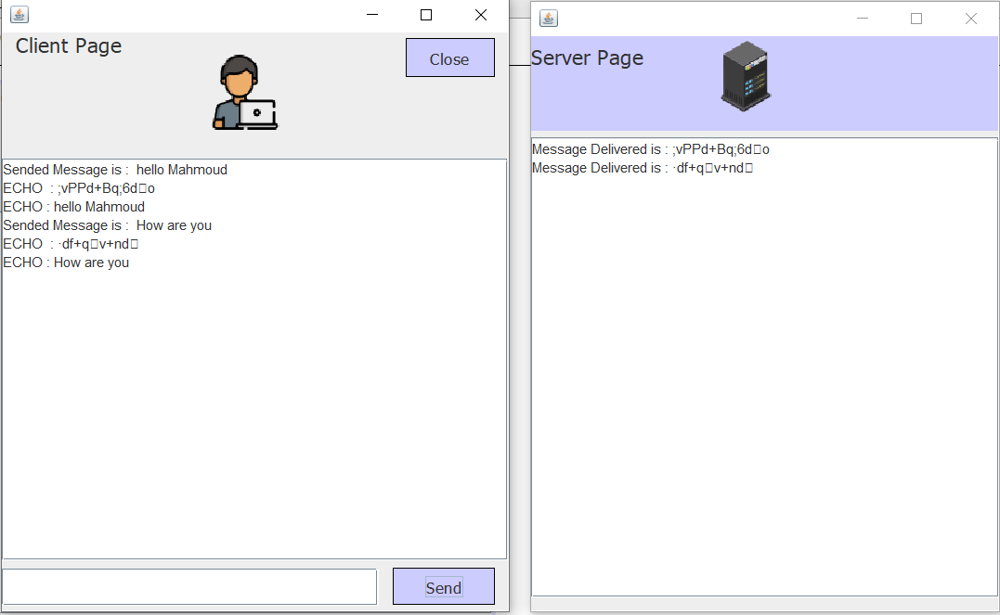 Client Page
Close
Sended Message is :  hello Mahmoud
ECHO  : ;vPPd+Bq;6d□o
ECHO : hello Mahmoud
Sended Message is :  How are you
ECHO  : ·df+q□v+nd□
ECHO : How are you
Send
Server Page
Message Delivered is : ;vPPd+Bq;6d□o
Message Delivered is : ·df+q□v+nd□